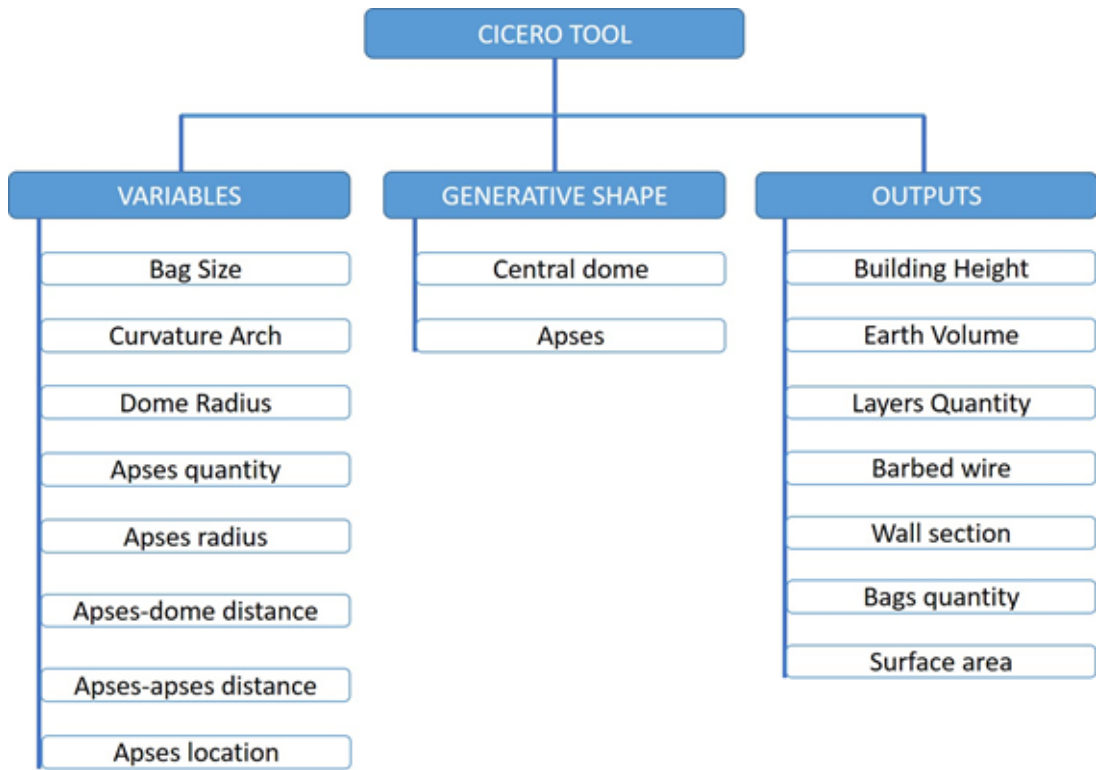 CICERO TOOL
VARIABLES
Bag Size
Curvature Arch
Dome Radius
Apses quantity
Apses radius
Apses-dome distance
Apses-apses distance
Apses location
GENERATIVE SHAPE
Central dome
Apses
OUTPUTS
Building Height
Earth Volume
Layers Quantity
Barbed wire
Wall section
Bags quantity
Surface area